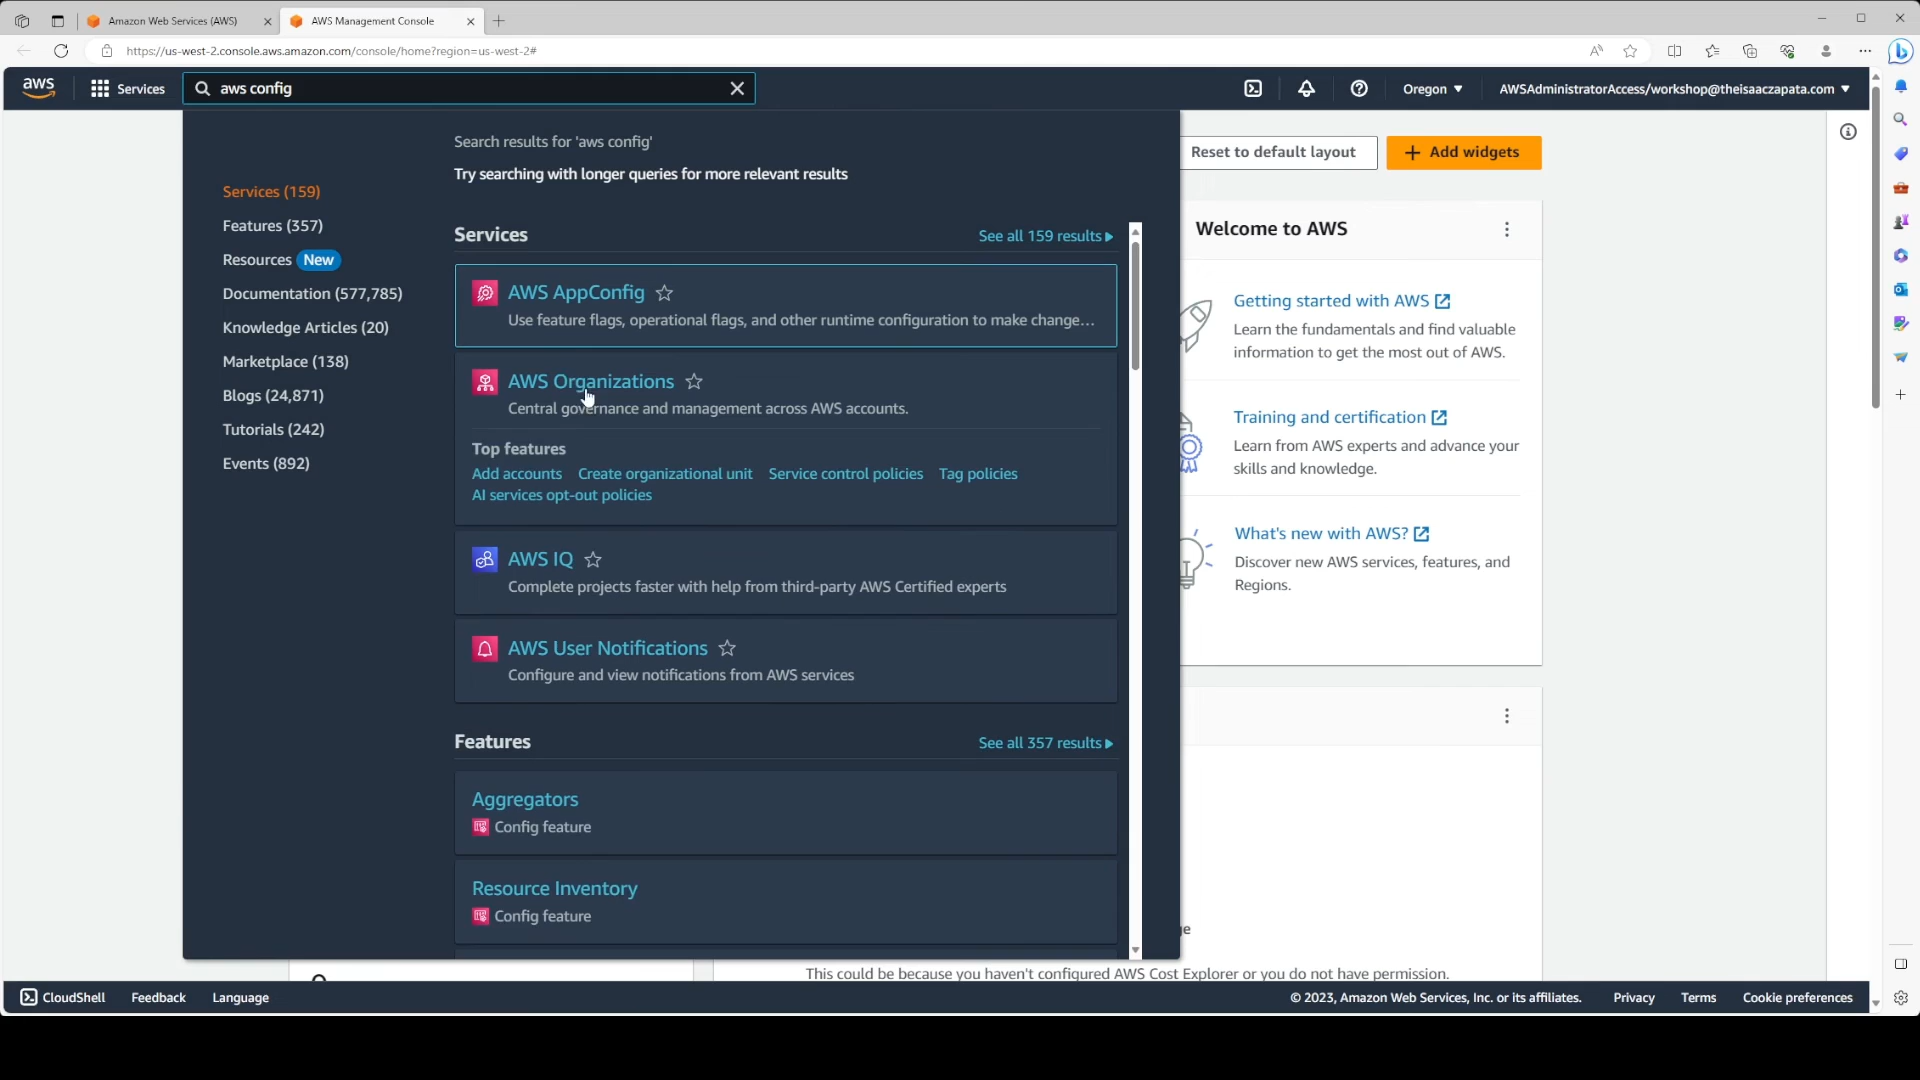 Amazon Web Services (AWS)
AWS Management Console
https://us-west-2.console.aws.amazon.com/console/home?region=us-west-2#
aws
Services
aws config
Oregon
AWSAdministratorAccess/workshop@theisaaczapata.com
Search results for 'aws config'
Try searching with longer queries for more relevant results
Services (159)
Features (357)
Resources New
Documentation (577,785)
Knowledge Articles (20)
Marketplace (138)
Blogs (24,871)
Tutorials (242)
Events (892)
Services
See all 159 results
AWS AppConfig
Use feature flags, operational flags, and other runtime configuration to make change...
AWS Organizations
Central governance and management across AWS accounts.
Top features
Add accounts Create organizational unit Service control policies Tag policies
AI services opt-out policies
AWS IQ
Complete projects faster with help from third-party AWS Certified experts
AWS User Notifications
Configure and view notifications from AWS services
Features
See all 357 results
Aggregators
Config feature
Resource Inventory
Config feature
Reset to default layout
+ Add widgets
Welcome to AWS
Getting started with AWS
Learn the fundamentals and find valuable
information to get the most out of AWS.
Training and certification
Learn from AWS experts and advance your
skills and knowledge.
What's new with AWS?
Discover new AWS services, features, and
Regions.
ge
This could be because you haven't configured AWS Cost Explorer or you do not have permission.
CloudShell
Feedback
Language
© 2023, Amazon Web Services, Inc. or its affiliates.
Privacy
Terms
Cookie preferences